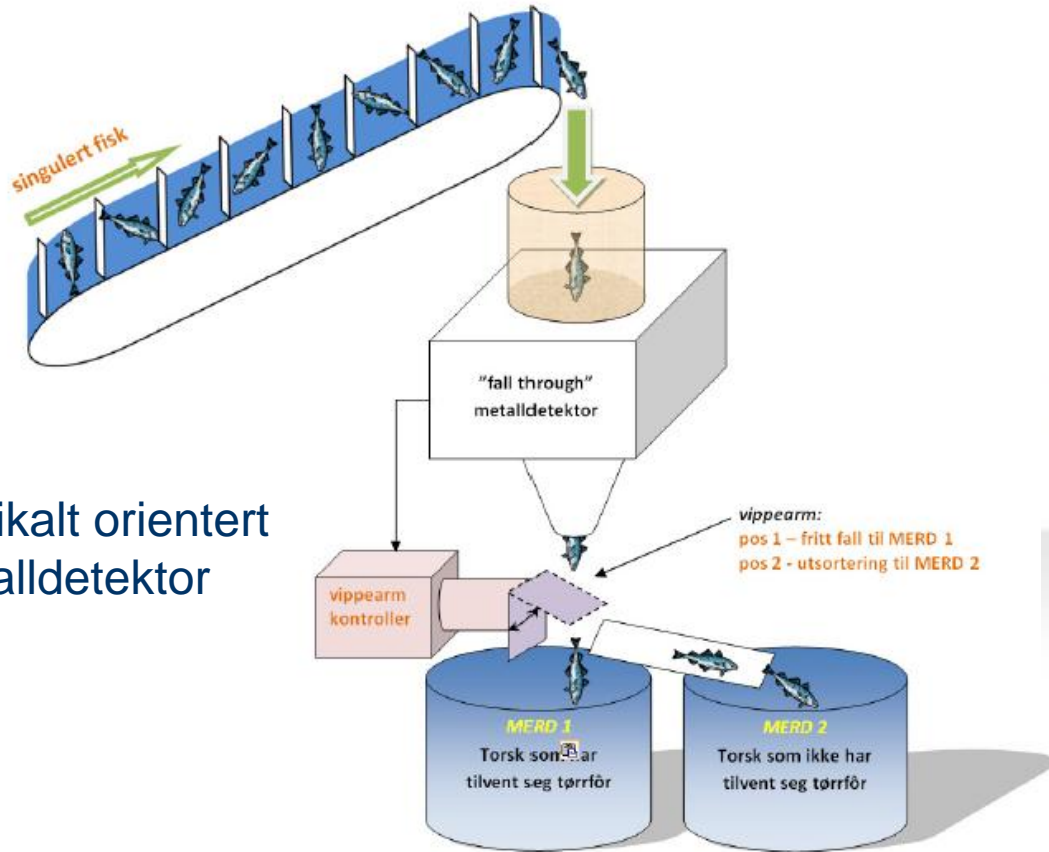 singulert fisk
"fall through"
metalldetektor
ikalt orientert
alldetektor
vippearm:
pos 1 – fritt fall til MERD 1
pos 2 - utsortering til MERD 2
vippearm
kontroller
MERD 1
Torsk som ar
tilvent seg tørrfôr
MERD 2
Torsk som ikke har
tilvent seg tørrfôr